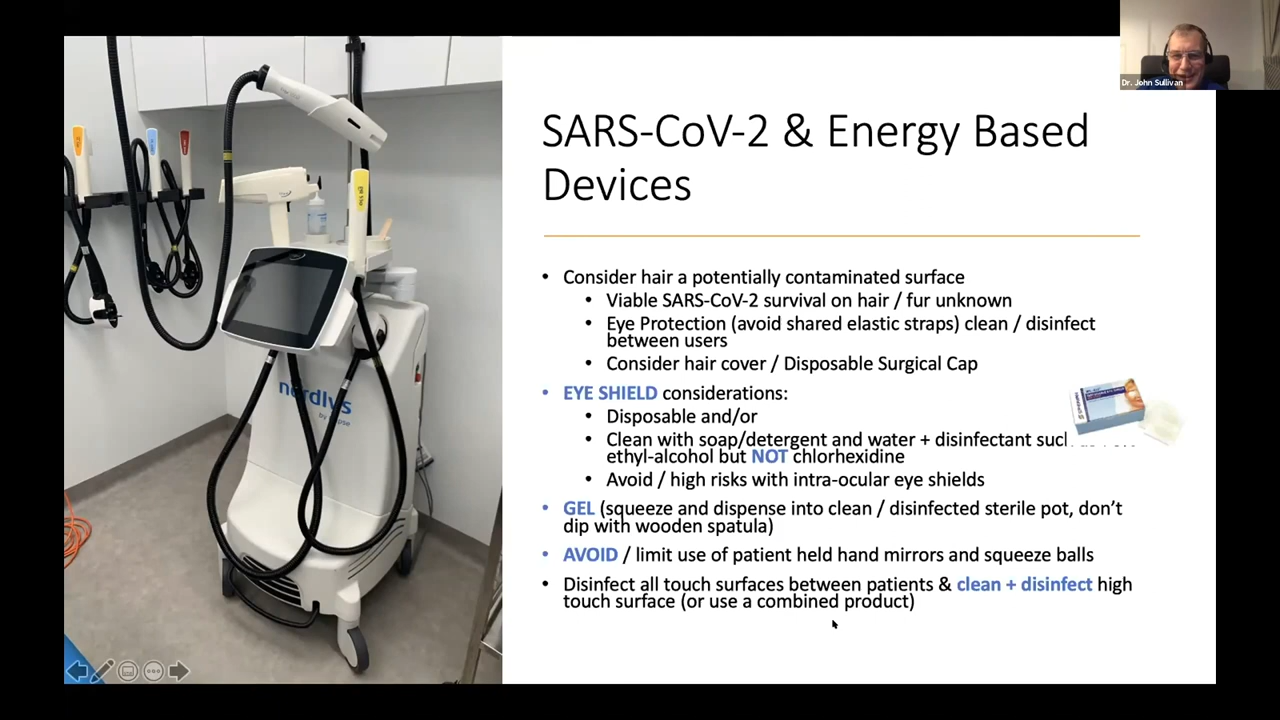 Dr. John Sullivan
SARS-CoV-2 & Energy Based
Devices
• Consider hair a potentially contaminated surface
• Viable SARS-CoV-2 survival on hair / fur unknown
• Eye Protection (avoid shared elastic straps) clean / disinfect
between users
• Consider hair cover / Disposable Surgical Cap
• EYE SHIELD considerations:
• Disposable and/or
• Clean with soap/detergent and water + disinfectant
ethyl-alcohol but NOT chlorhexidine
• Avoid / high risks with intra-ocular eye shields
• GEL (squeeze and dispense into clean / disinfected sterile pot, don't
dip with wooden spatula)
• AVOID / limit use of patient held hand mirrors and squeeze balls
• Disinfect all touch surfaces between patients & clean + disinfect high
touch surface (or use a combined product)